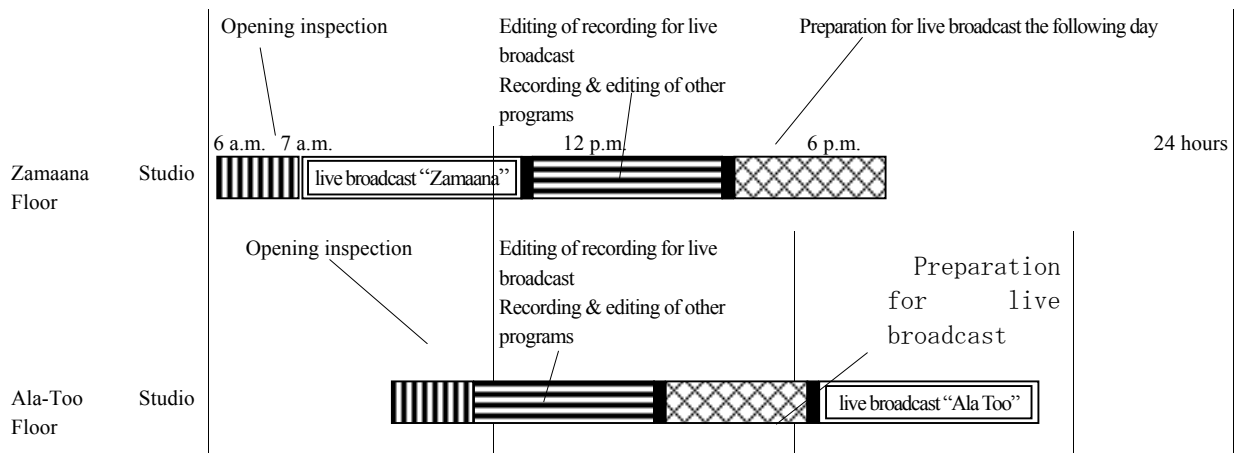 Opening inspection
Editing of recording for live
broadcast
Recording & editing of other
programs
Preparation for live broadcast the following day
6 a.m. 7 a.m. 12 p.m. 6 p.m. 24 hours
Zamaana Studio
Floor
live broadcast “Zamaana”
Opening inspection
Editing of recording for live
broadcast
Recording & editing of other
programs
Preparation
for live
broadcast
Ala-Too Studio
Floor
live broadcast “Ala Too”